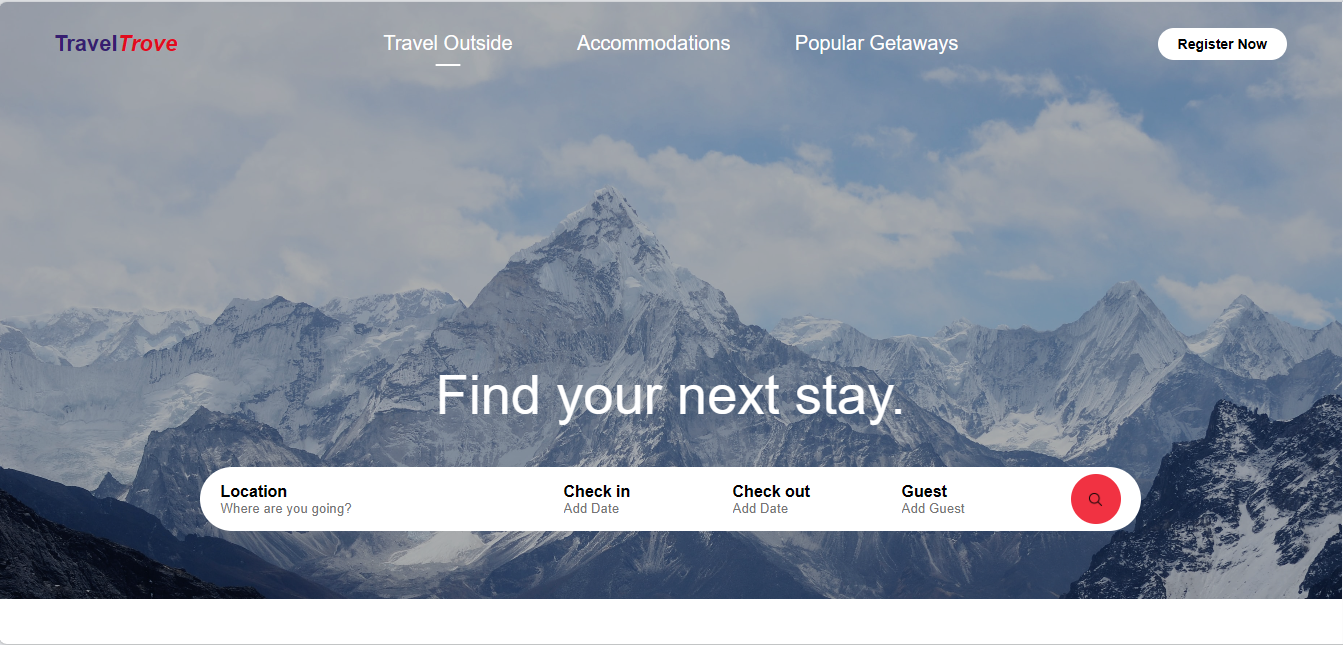 TravelTrove
Travel Outside
Accommodations
Popular Getaways
Register Now
Find your next stay.
Location
Where are you going?
Check in
Add Date
Check out
Add Date
Guest
Add Guest